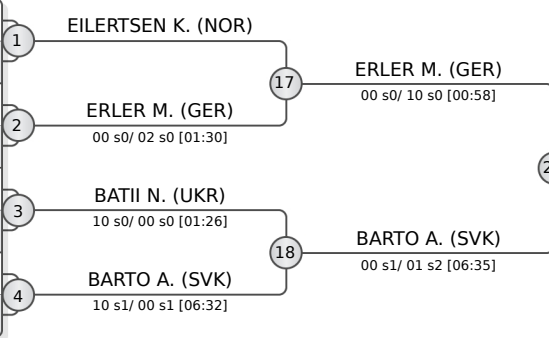 EILERTSEN K. (NOR)
1
17
ERLER M. (GER)
00 s0/ 10 s0 [00:58]
ERLER M. (GER)
2
00 s0/ 02 s0 [01:30]
2
BATII N. (UKR)
3
10 s0/ 00 s0 [01:26]
18
BARTO A. (SVK)
00 s1/ 01 s2 [06:35]
BARTO A. (SVK)
4
10 s1/ 00 s1 [06:32]